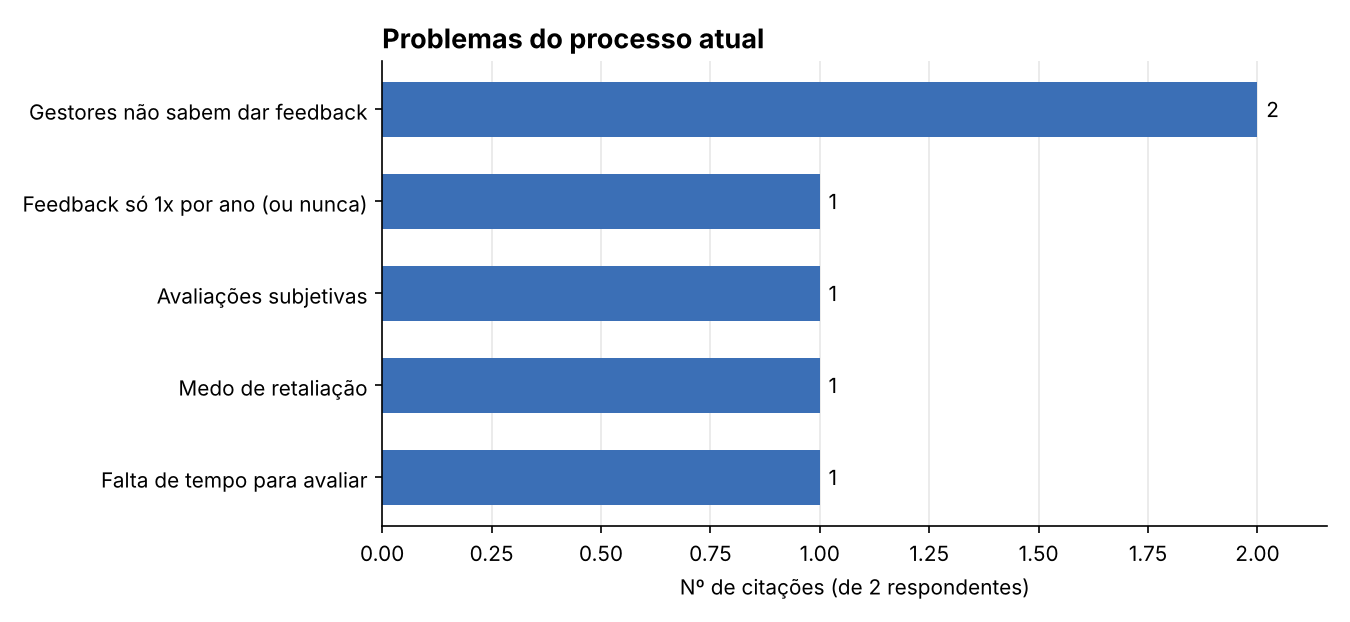 Problemas do processo atual
Gestores não sabem dar feedback
2
Feedback só 1x por ano (ou nunca)
1
Avaliações subjetivas
1
Medo de retaliação
1
Falta de tempo para avaliar
1
0.00 0.25 0.50 0.75 1.00 1.25 1.50 1.75 2.00
Nº de citações (de 2 respondentes)